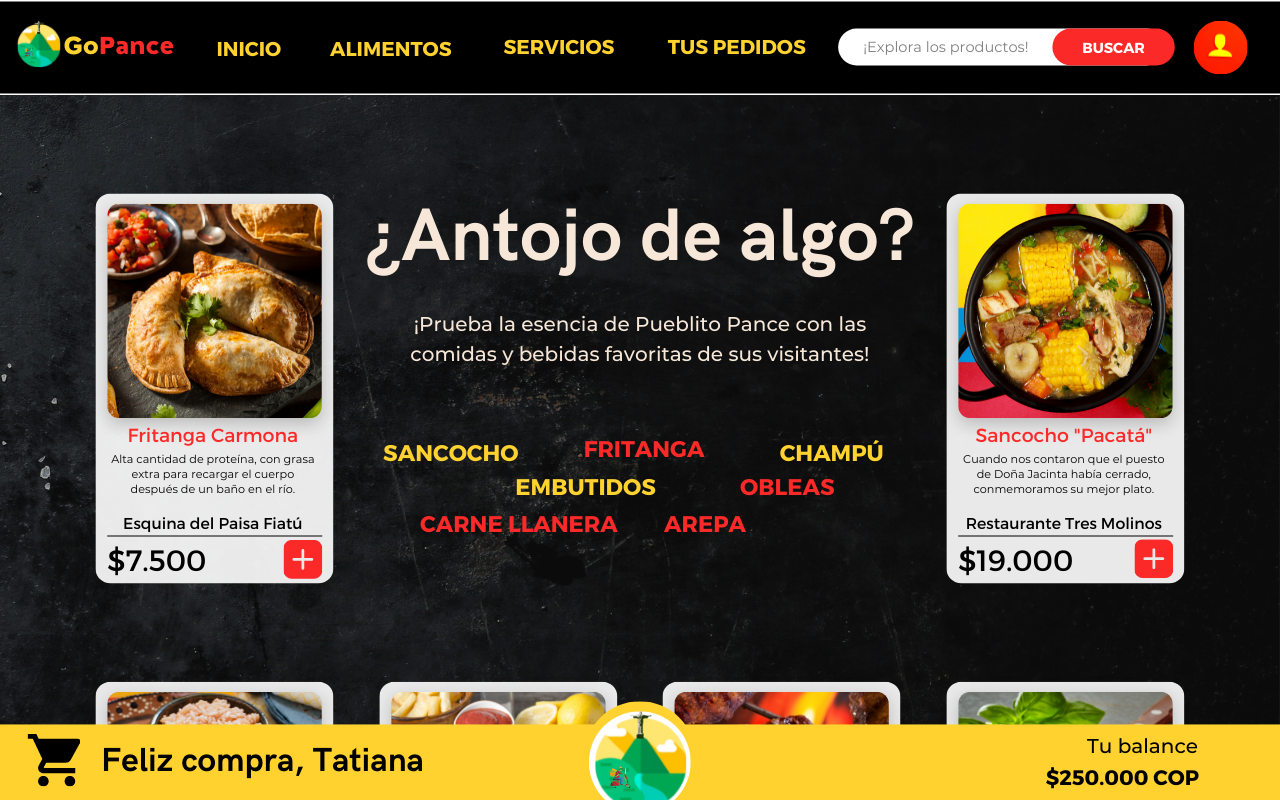 GoPance
INICIO
ALIMENTOS
SERVICIOS
TUS PEDIDOS
¡Explora los productos!
BUSCAR
¿Antojo de algo?
¡Prueba la esencia de Pueblito Pance con las
comidas y bebidas favoritas de sus visitantes!
Fritanga Carmona
Alta cantidad de proteína, con grasa
extra para recargar el cuerpo
después de un baño en el río.
Esquina del Paisa Fiatú
$7.500
SANCOCHO
FRITANGA
CHAMPÚ
EMBUTIDOS
OBLEAS
CARNE LLANERA
AREPA
Sancocho "Pacatá"
Cuando nos contaron que el puesto
de Doña Jacinta había cerrado,
conmemoramos su mejor plato.
Restaurante Tres Molinos
$19.000
Feliz compra, Tatiana
Tu balance
$250.000 COP